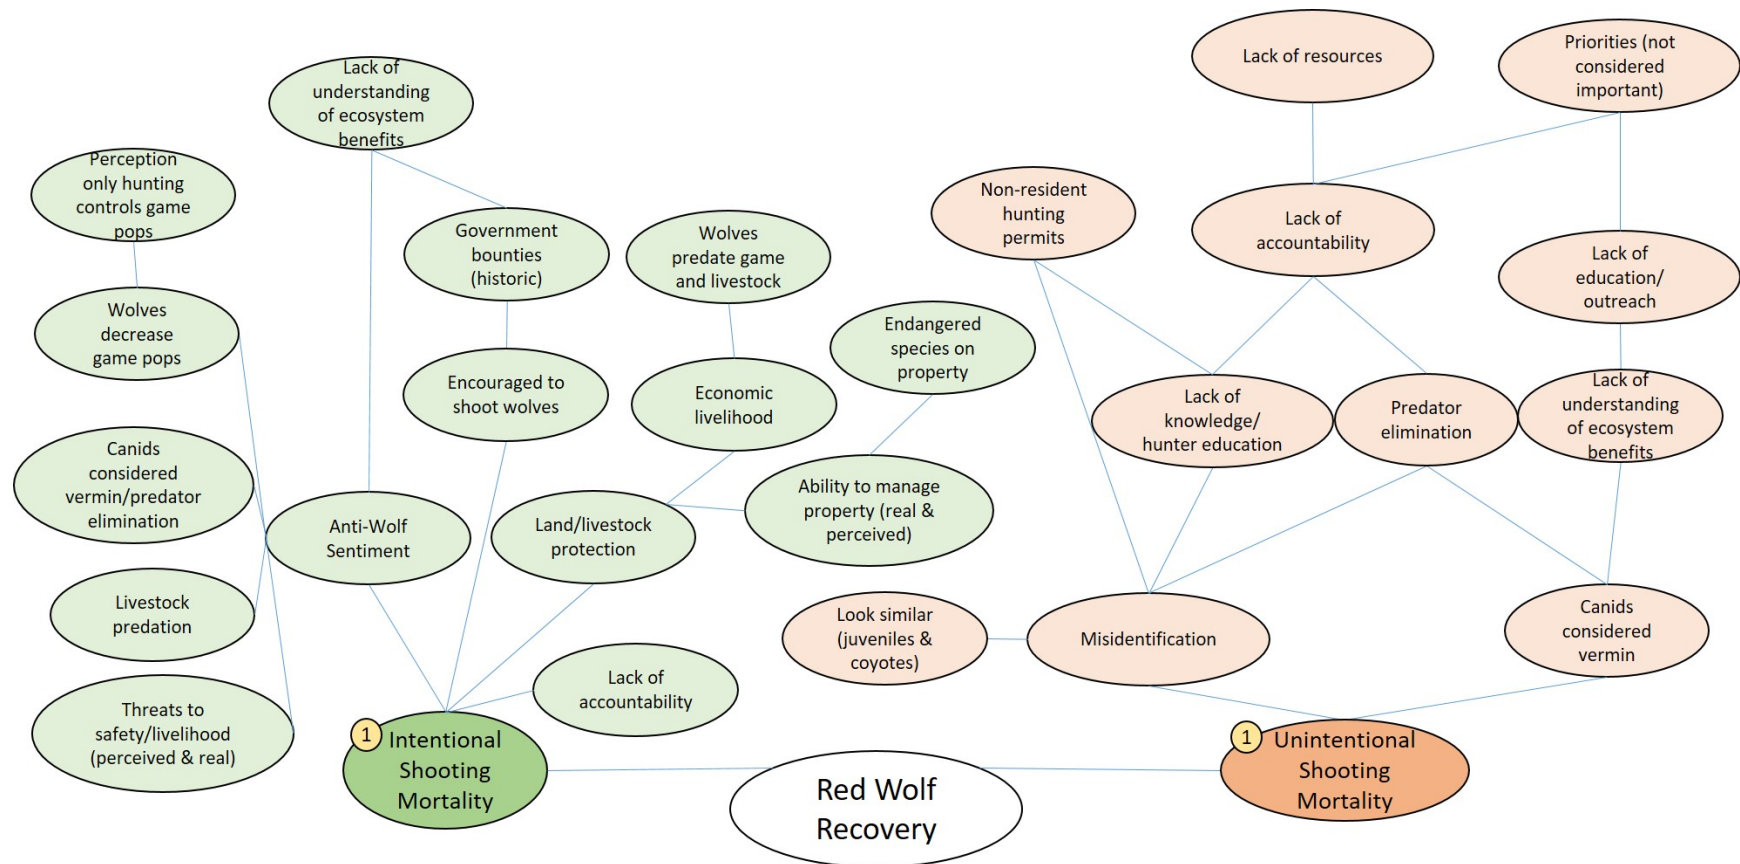 Lack of
understanding
of ecosystem
benefits
Perception
only hunting
controls game
pops
Government
bounties
(historic)
Wolves
predate game
and livestock
Wolves
decrease
game pops
Encouraged to
shoot wolves
Economic
livelihood
Endangered
species on
property
Canids
considered
vermin/predator
elimination
Anti-Wolf
Sentiment
Land/livestock
protection
Ability to manage
property (real &
perceived)
Livestock
predation
Threats to
safety/livelihood
(perceived & real)
Lack of
accountability
1
Intentional
Shooting
Mortality
Red Wolf
Recovery
Lack of resources
Priorities (not
considered
important)
Non-resident
hunting
permits
Lack of
accountability
Lack of
education/
outreach
Lack of
knowledge/
hunter education
Predator
elimination
Lack of
understanding
of ecosystem
benefits
Look similar
(juveniles &
coyotes)
Misidentification
Canids
considered
vermin
1
Unintentional
Shooting
Mortality